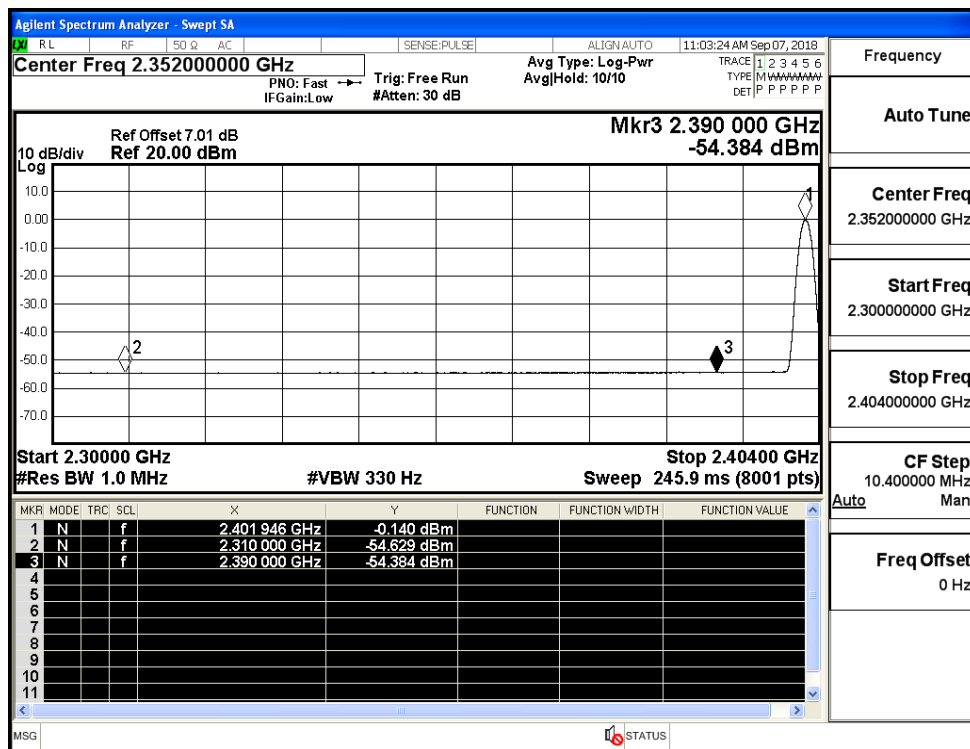 Agilent Spectrum Analyzer - Swept SA
LXI RL RF 50 Ω AC SENSE:PULSE ALIGN AUTO 11:03:24 AM Sep 07, 2018
Center Freq 2.352000000 GHz
PNO: Fast
IFGain:Low
Trig: Free Run
#Atten: 30 dB
Avg Type: Log-Pwr
Avg|Hold: 10/10
TRACE 1 2 3 4 5 6
TYPE M W W W W W
DET P P P P P P
Ref Offset 7.01 dB
10 dB/div Ref 20.00 dBm
Log
Mkr3 2.390 000 GHz
-54.384 dBm
10.0
0.00
-10.0
-20.0
-30.0
-40.0
-50.0
-60.0
-70.0
1
2
3
Start 2.30000 GHz Stop 2.40400 GHz
#Res BW 1.0 MHz #VBW 330 Hz Sweep 245.9 ms (8001 pts)
MKR MODE TRC SCL X Y FUNCTION FUNCTION WIDTH FUNCTION VALUE
1 N f 2.401 946 GHz -0.140 dBm
2 N f 2.310 000 GHz -54.629 dBm
3 N f 2.390 000 GHz -54.384 dBm
4
5
6
7
8
9
10
11
MSG STATUS
Frequency
Auto Tune
Center Freq
2.352000000 GHz
Start Freq
2.300000000 GHz
Stop Freq
2.404000000 GHz
CF Step
10.400000 MHz
Auto Man
Freq Offset
0 Hz